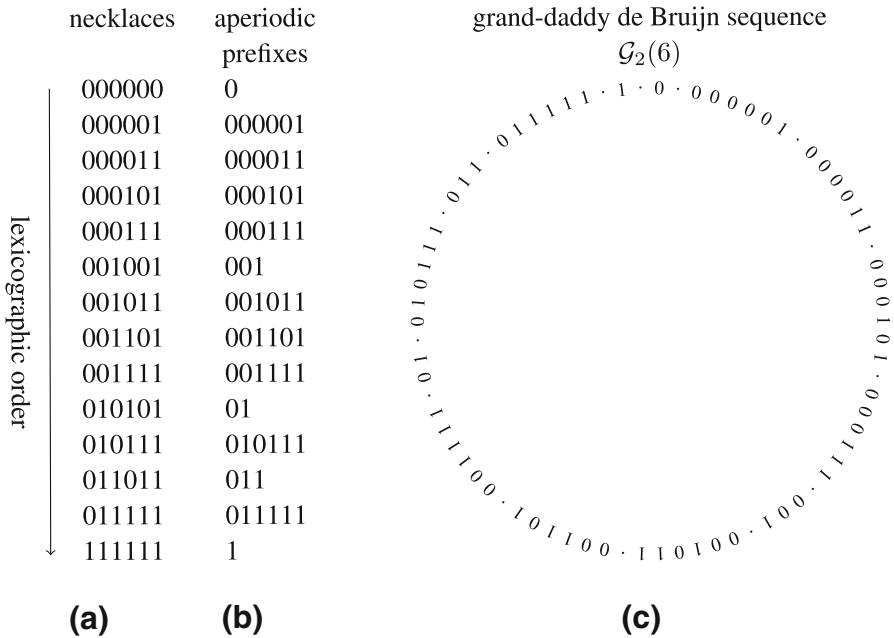 necklaces aperiodic prefixes
000000 0
000001 000001
000011 000011
000101 000101
000111 000111
001001 001
001011 001011
001101 001101
001111 001111
010101 01
010111 010111
011011 011
011111 011111
111111 1
lexicographic order
(a) (b)
grand-daddy de Bruijn sequence
𝒢₂(6)
0 · 000001 · 000011 · 000101 · 000111 · 001 · 001011 · 001101 · 001111 · 01 · 010111 · 011 · 011111 · 1 ·
(c)